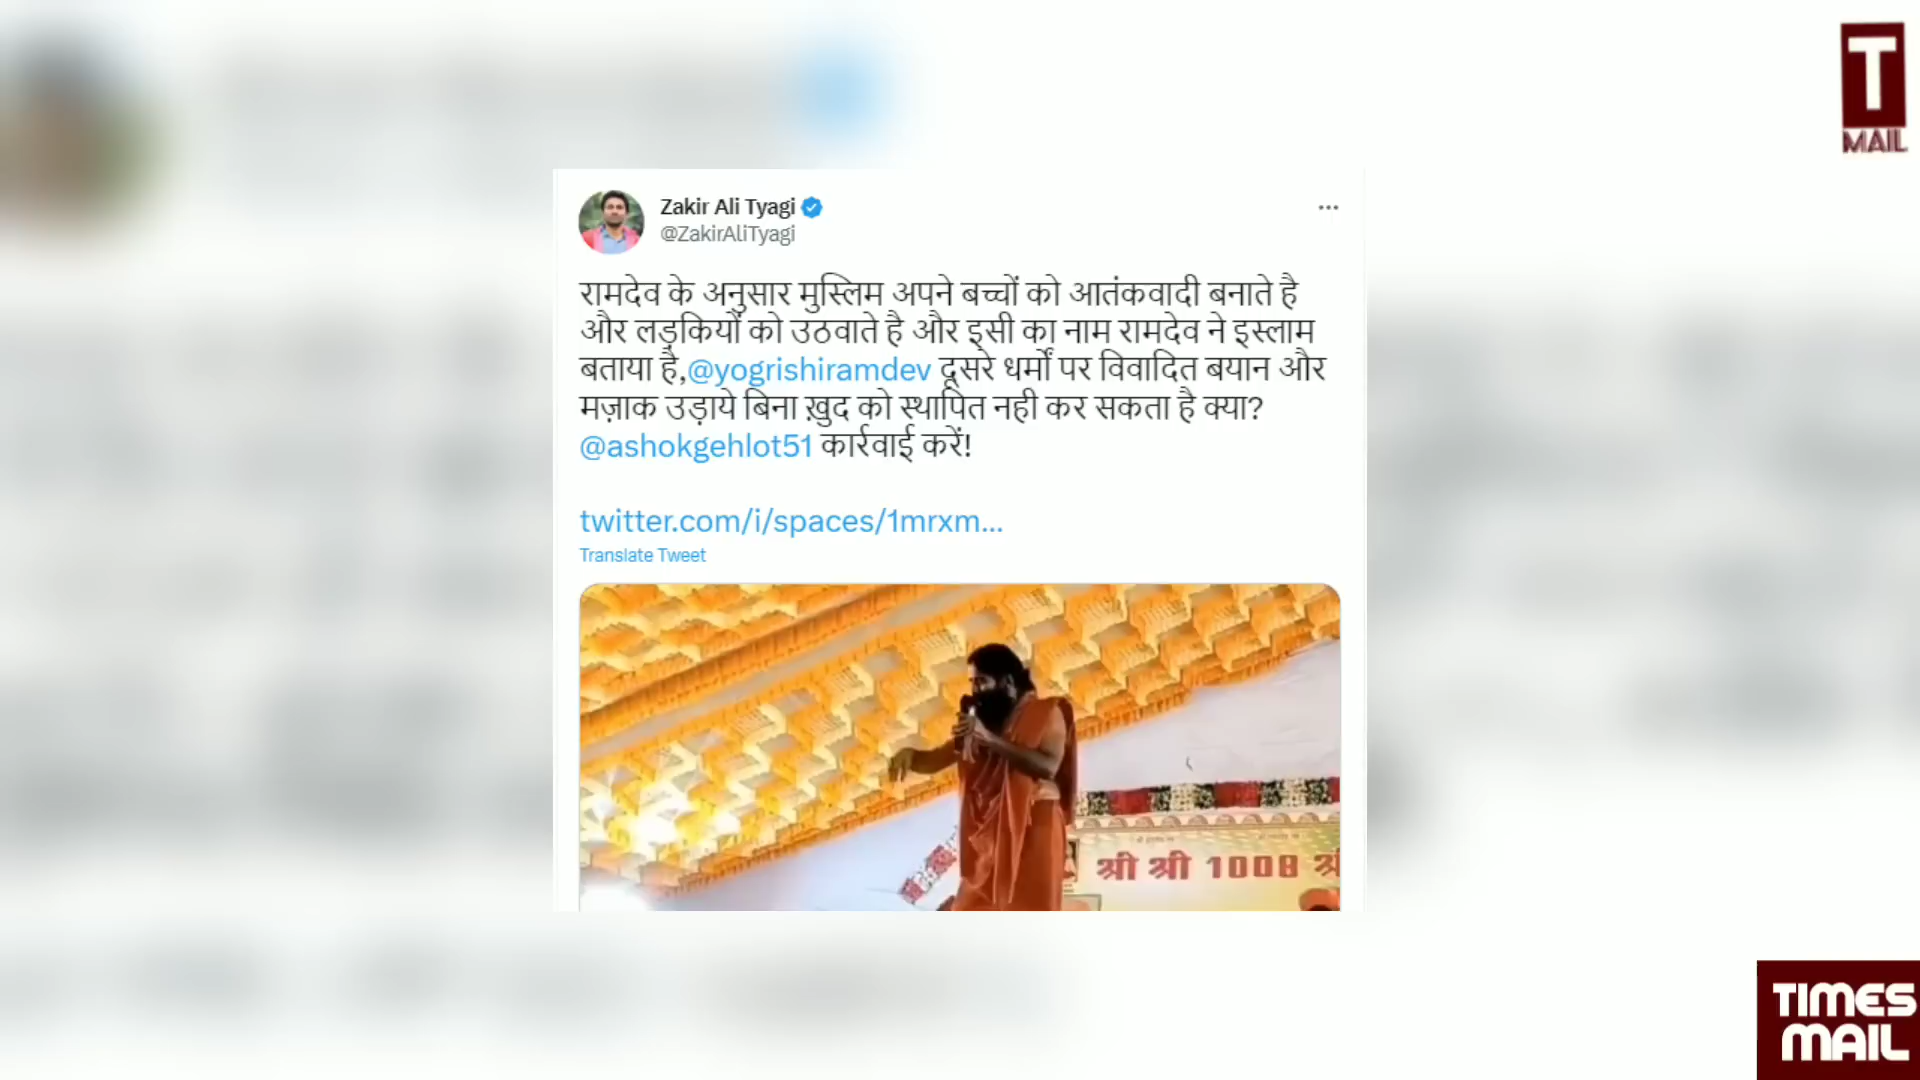 T
MAIL
Zakir Ali Tyagi
@ZakirAliTyagi
रामदेव के अनुसार मुस्लिम अपने बच्चों को आतंकवादी बनाते है
और लड़कियों को उठवाते है और इसी का नाम रामदेव ने इस्लाम
बताया है,@yogrishiramdev दूसरे धर्मों पर विवादित बयान और
मज़ाक उड़ाये बिना ख़ुद को स्थापित नही कर सकता है क्या?
@ashokgehlot51 कार्रवाई करें!
twitter.com/i/spaces/1mrxm...
Translate Tweet
श्री श्री 1008
TIMES
MAIL